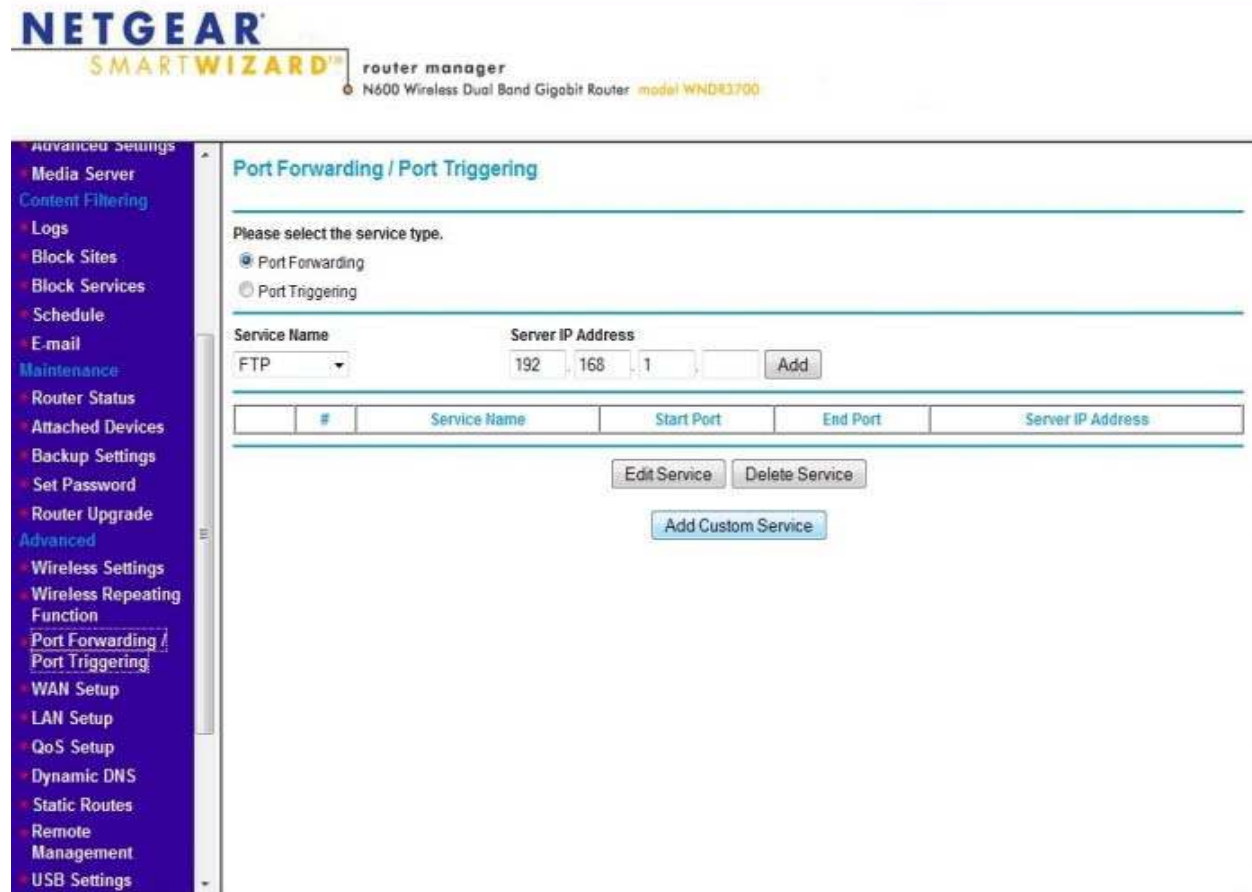 NETGEAR
SMARTWIZARD™
router manager
N600 Wireless Dual Band Gigabit Router model WNDR3700
Advanced Settings
Media Server
Content Filtering
Logs
Block Sites
Block Services
Schedule
E-mail
Maintenance
Router Status
Attached Devices
Backup Settings
Set Password
Router Upgrade
Advanced
Wireless Settings
Wireless Repeating
Function
Port Forwarding /
Port Triggering
WAN Setup
LAN Setup
QoS Setup
Dynamic DNS
Static Routes
Remote
Management
USB Settings
Port Forwarding / Port Triggering
Please select the service type.
Port Forwarding
Port Triggering
Service Name Server IP Address
FTP 192 . 168 . 1 . Add
# Service Name Start Port End Port Server IP Address
Edit Service Delete Service
Add Custom Service